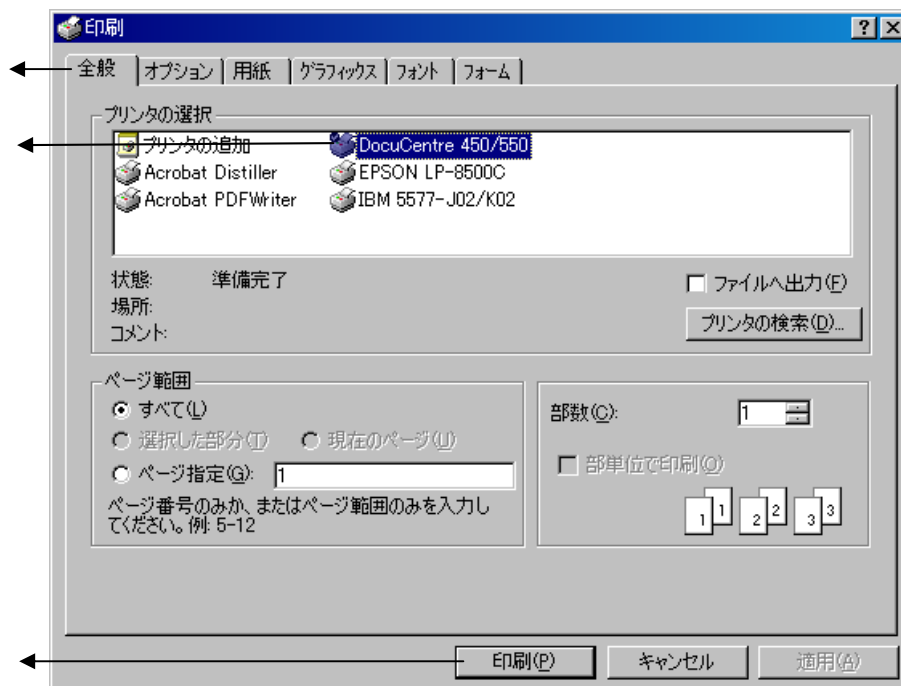 印刷
全般 オプション 用紙 グラフィックス フォント フォーム
プリンタの選択
プリンタの追加 DocuCentre 450/550
Acrobat Distiller EPSON LP-8500C
Acrobat PDFWriter IBM 5577-J02/K02
状態: 準備完了 ファイルへ出力(F)
場所:
コメント: プリンタの検索(D)...
ページ範囲
すべて(L) 部数(C): 1
選択した部分(T) 現在のページ(U)
ページ指定(G): 1 部単位で印刷(O)
ページ番号のみか、またはページ範囲のみを入力し
てください。例: 5-12
1 1 2 2 3 3
印刷(P) キャンセル 適用(A)